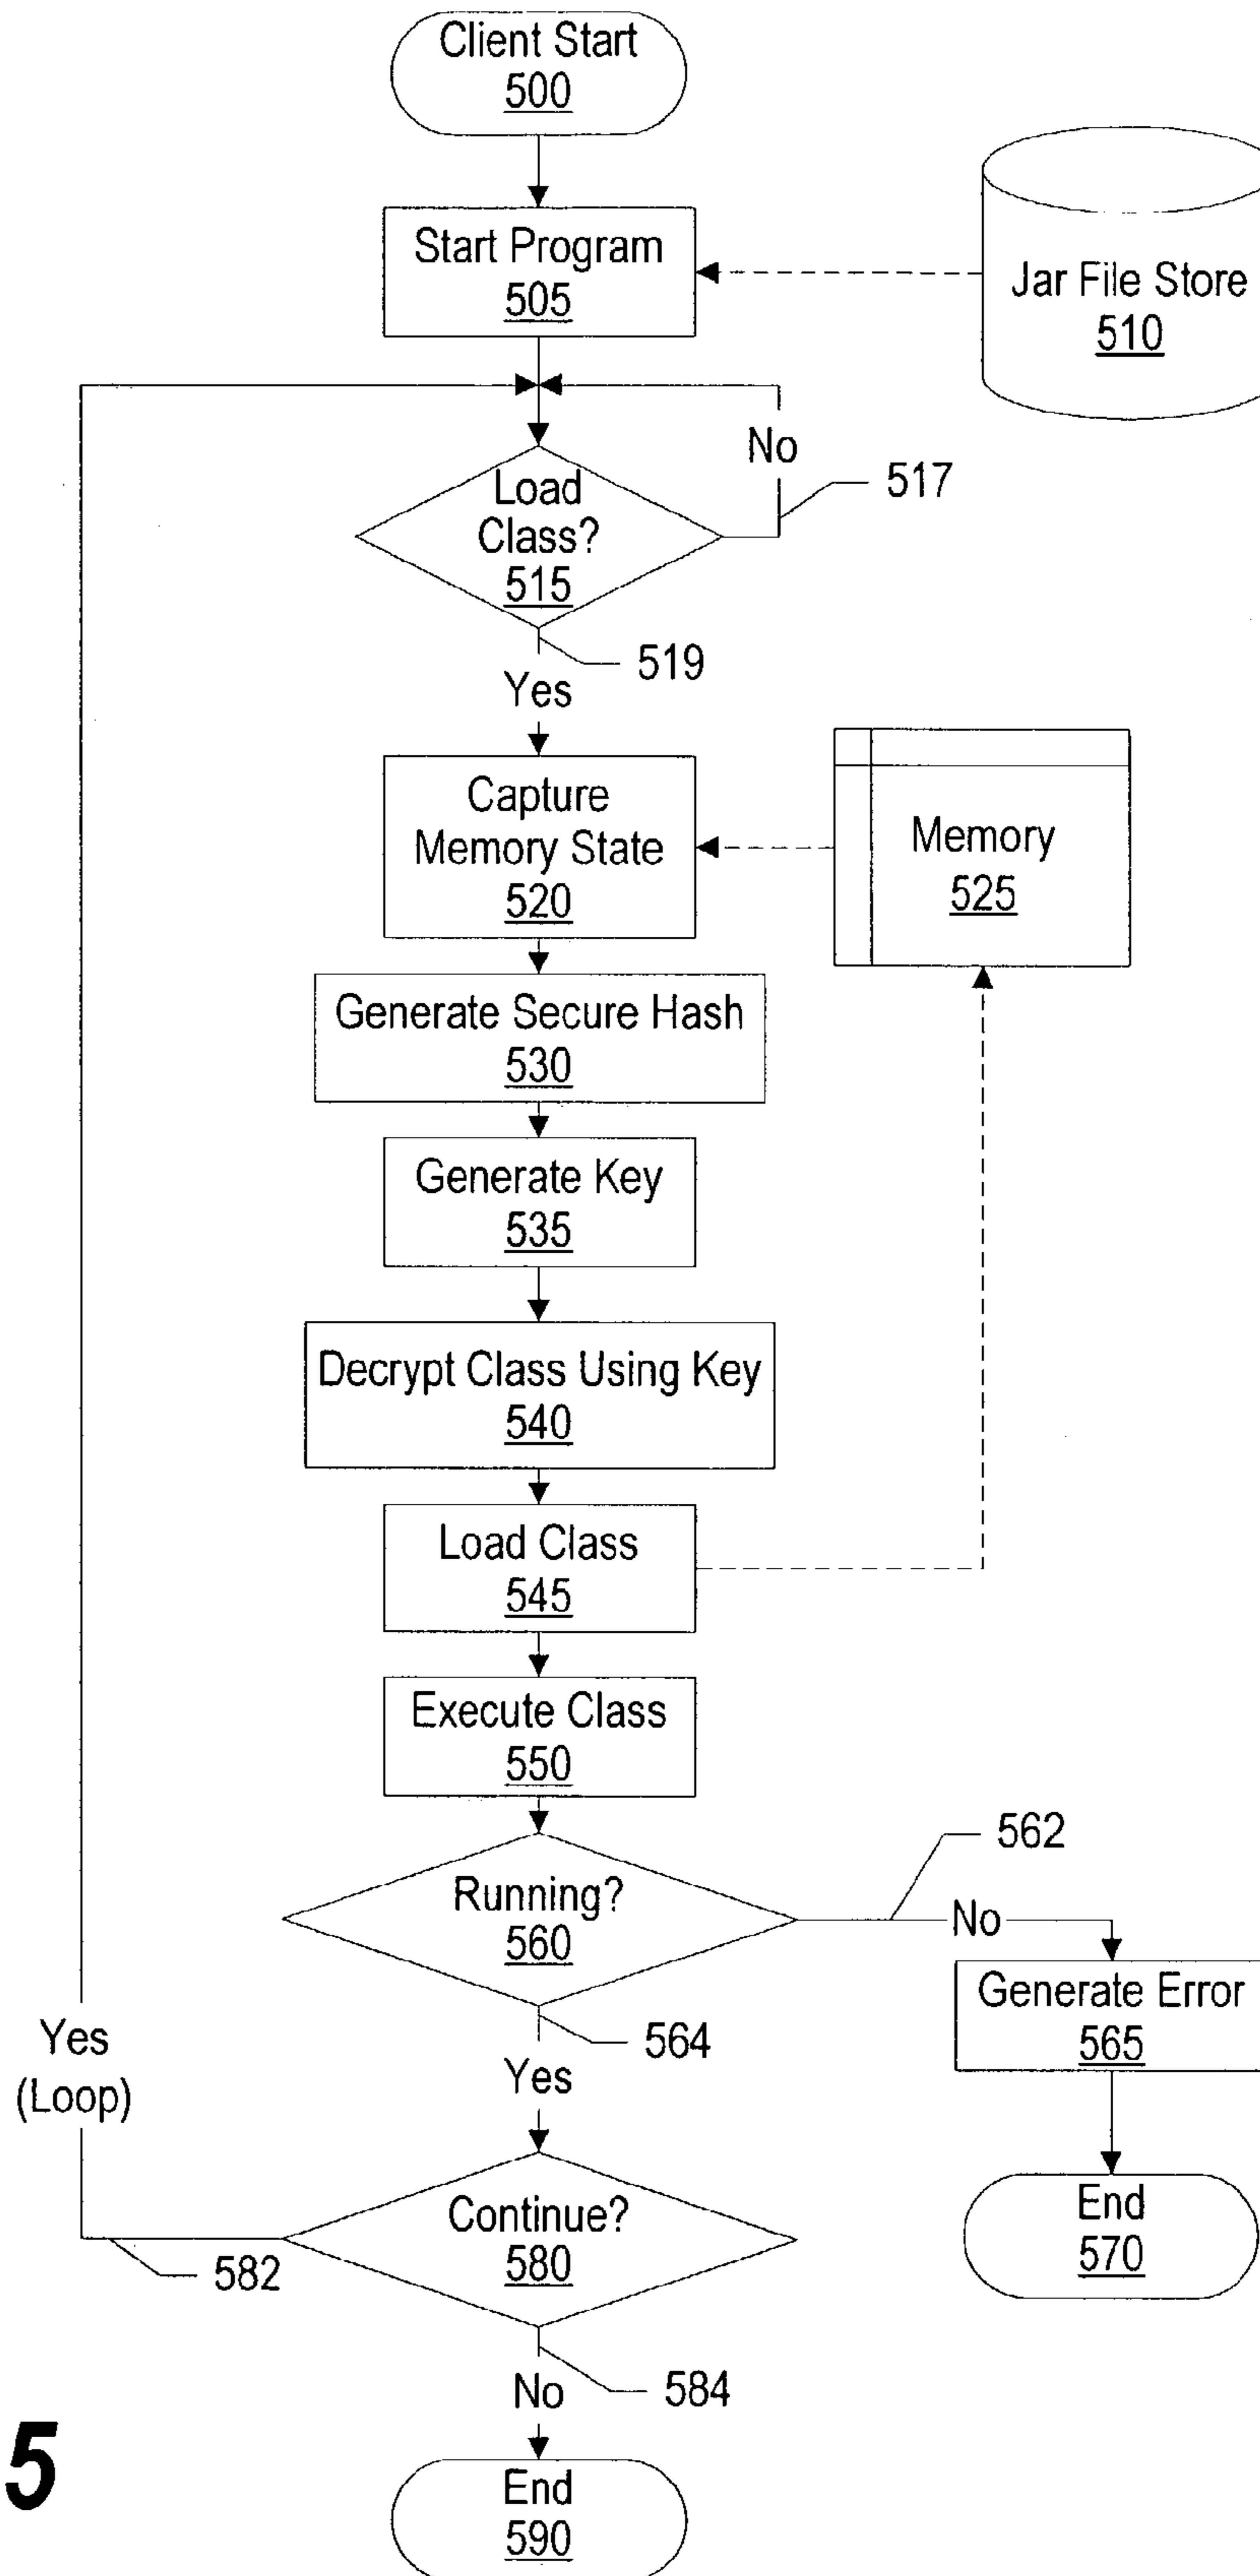 Client Start
500
Start Program
505
Jar File Store
510
No
517
Load
Class?
515
519
Yes
Capture
Memory State
520
Memory
525
Generate Secure Hash
530
Generate Key
535
Decrypt Class Using Key
540
Load Class
545
Execute Class
550
562
Running?
560
No
Generate Error
565
564
Yes
Yes
(Loop)
Continue?
580
End
570
582
584
No
5
End
590